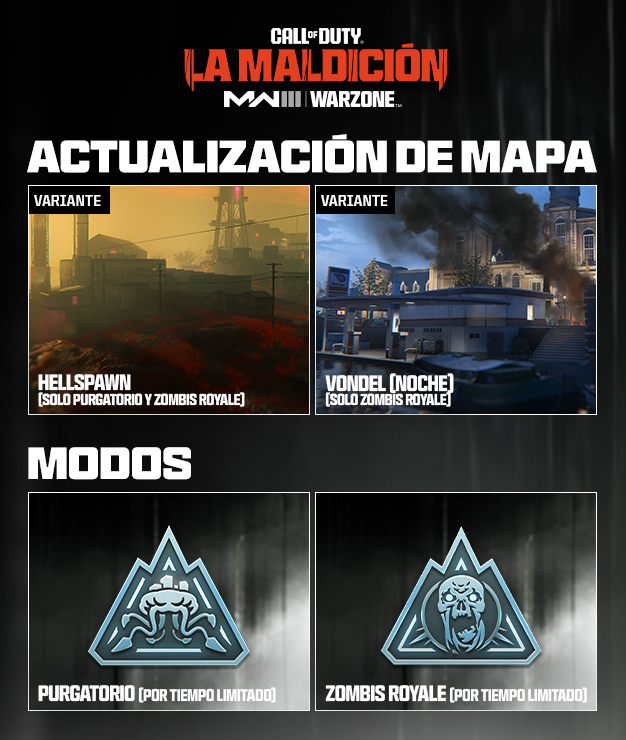 CALL OF DUTY
LA MALDICIÓN
MWIII | WARZONE™
ACTUALIZACIÓN DE MAPA
VARIANTE
HELLSPAWN
(SOLO PURGATORIO Y ZOMBIS ROYALE)
VARIANTE
VONDEL (NOCHE)
(SOLO ZOMBIS ROYALE)
MODOS
PURGATORIO (POR TIEMPO LIMITADO)
ZOMBIS ROYALE (POR TIEMPO LIMITADO)